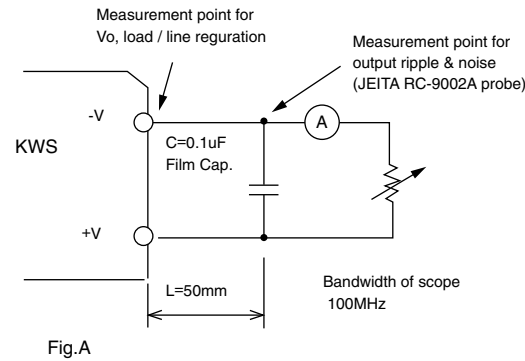 Measurement point for
Vo, load / line reguration
Measurement point for
output ripple & noise
(JEITA RC-9002A probe)
-V
A
KWS
C=0.1uF
Film Cap.
+V
L=50mm
Bandwidth of scope
100MHz
Fig.A